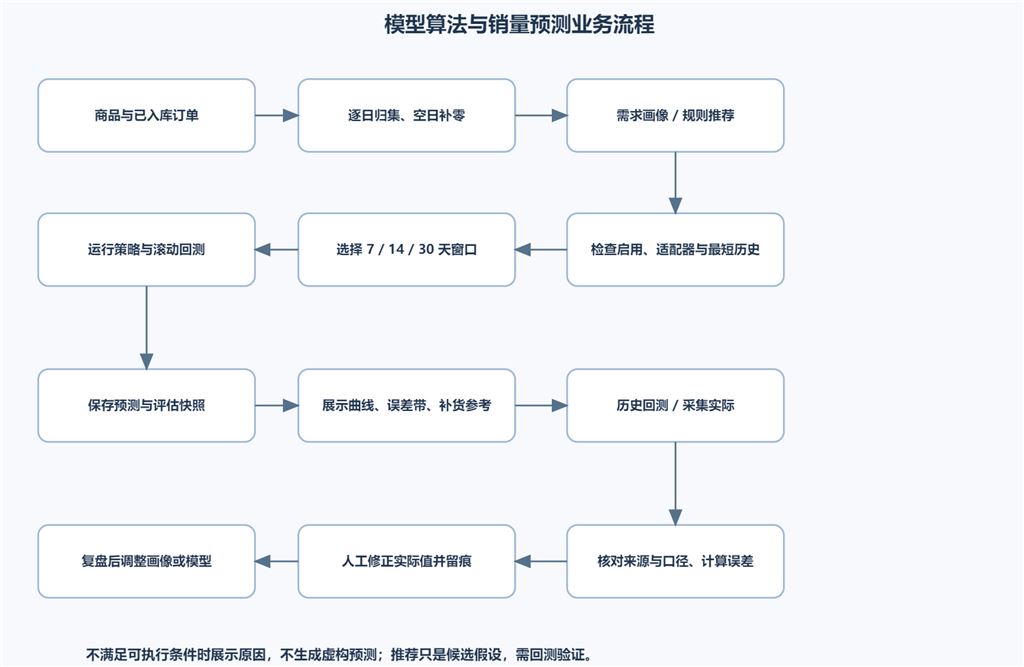 模型算法与销量预测业务流程
商品与已入库订单
逐日归集、空日补零
需求画像 / 规则推荐
检查启用、适配器与最短历史
选择 7 / 14 / 30 天窗口
运行策略与滚动回测
保存预测与评估快照
展示曲线、误差带、补货参考
历史回测 / 采集实际
核对来源与口径、计算误差
人工修正实际值并留痕
复盘后调整画像或模型
不满足可执行条件时展示原因，不生成虚构预测；推荐只是候选假设，需回测验证。